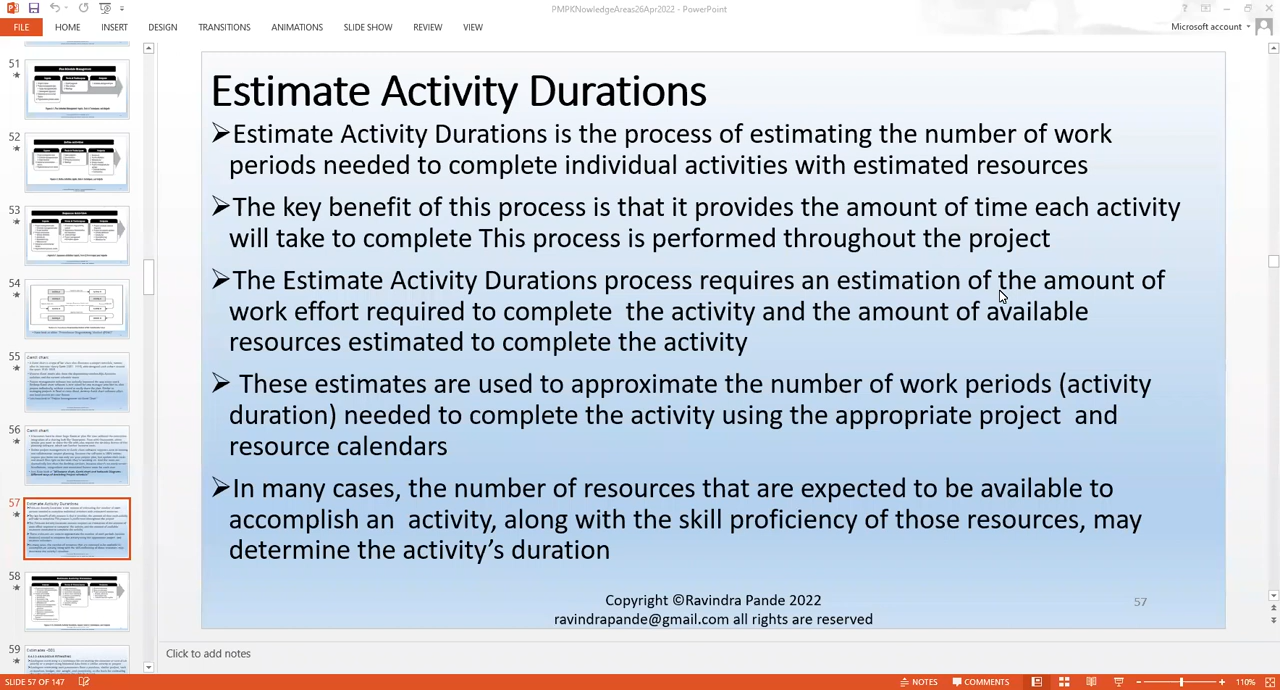 PMPKNowledgeAreas26Apr2022 - PowerPoint
FILE
HOME
INSERT
DESIGN
TRANSITIONS
ANIMATIONS
SLIDE SHOW
REVIEW
VIEW
Microsoft account
51
52
53
54
55
56
57
58
59
Estimate Activity Durations
Estimate Activity Durations is the process of estimating the number of work
periods needed to complete individual activities with estimated resources
The key benefit of this process is that it provides the amount of time each activity
will take to complete This process is performed throughout the project
The Estimate Activity Durations process requires an estimation of the amount of
work effort required to complete the activity and the amount of available
resources estimated to complete the activity
These estimates are used to approximate the number of work periods (activity
duration) needed to complete the activity using the appropriate project and
resource calendars
In many cases, the number of resources that are expected to be available to
accomplish an activity, along with the skill proficiency of those resources, may
determine the activity's duration
Copyright ©Ravindra Pande 2022
ravindrapande@gmail.com all rights are reserved
57
Click to add notes
SLIDE 57 OF 147
NOTES
COMMENTS
110%